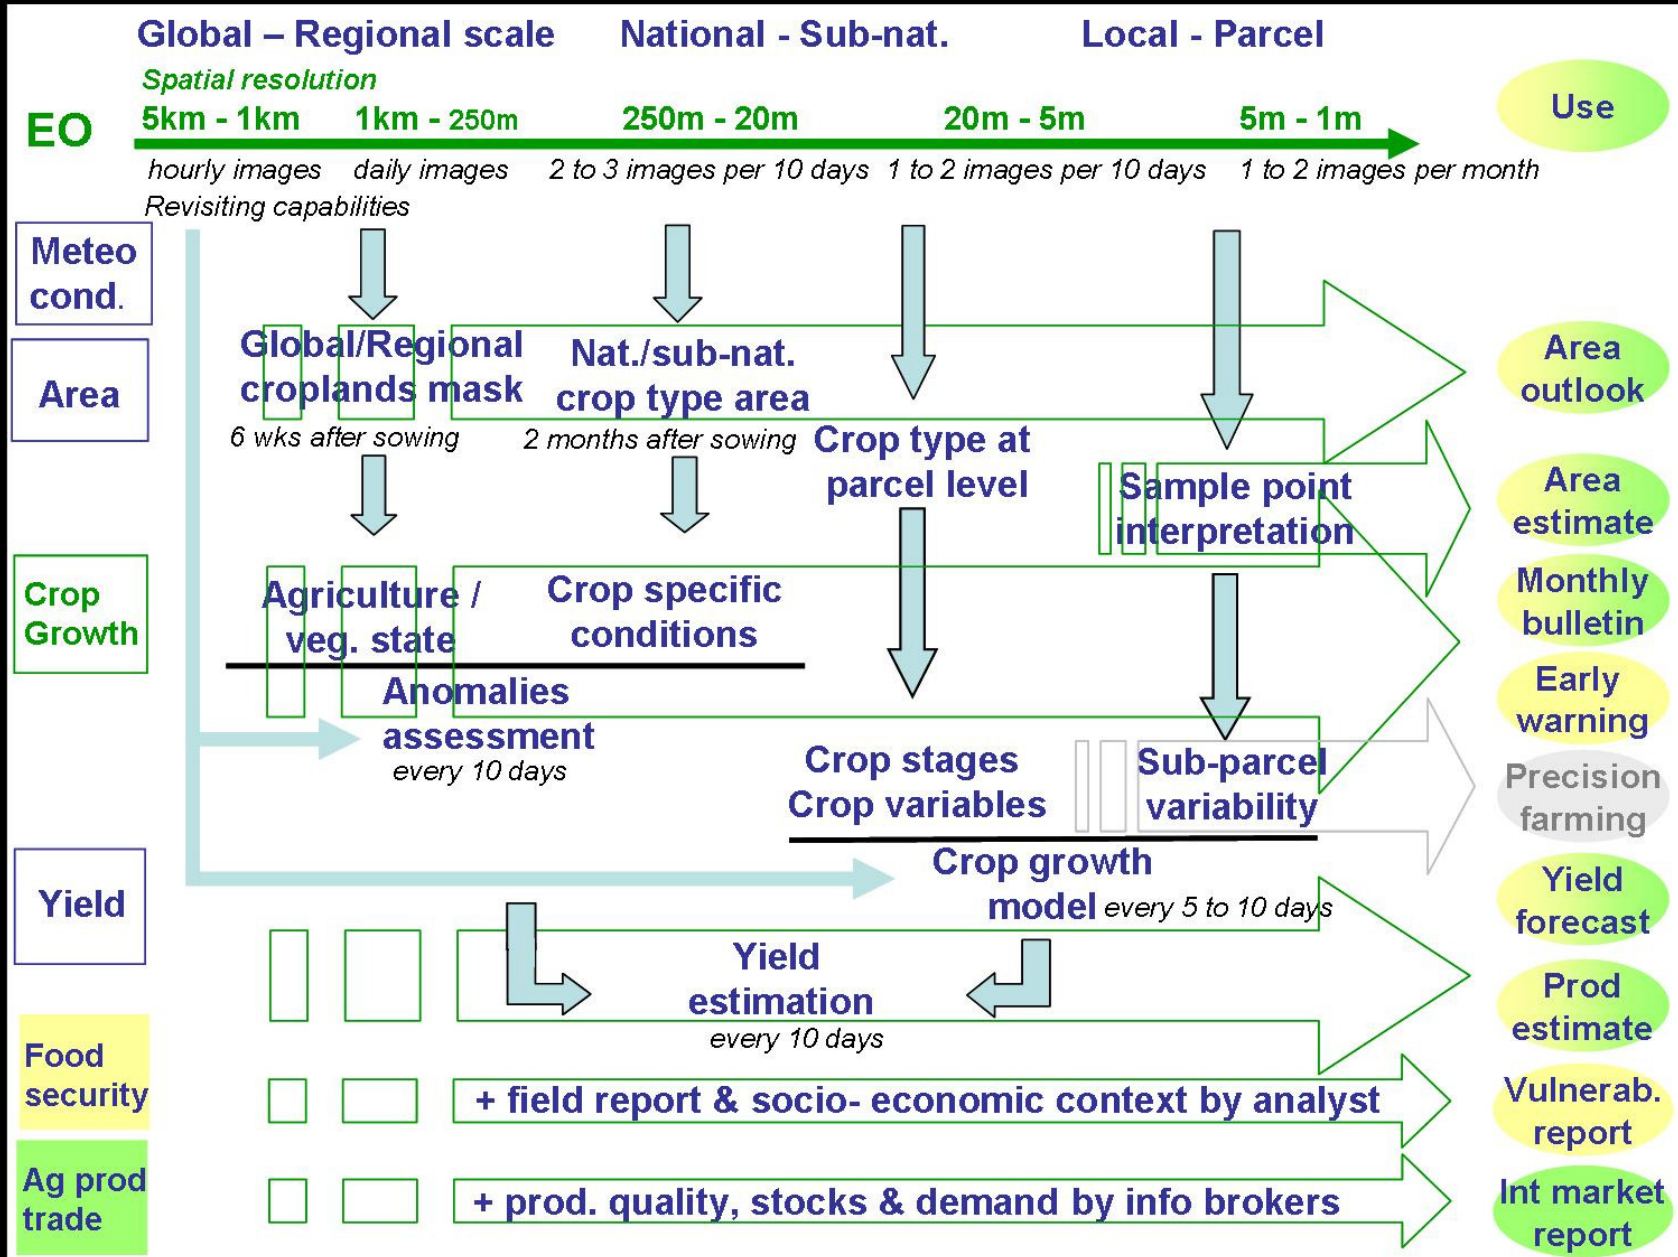 Global – Regional scale
National - Sub-nat.
Local - Parcel
Spatial resolution
EO
5km - 1km
1km - 250m
250m - 20m
20m - 5m
5m - 1m
Use
hourly images
daily images
2 to 3 images per 10 days
1 to 2 images per 10 days
1 to 2 images per month
Revisiting capabilities
Meteo
cond.
Area
Global/Regional
croplands mask
6 wks after sowing
Nat./sub-nat.
crop type area
2 months after sowing
Crop type at
parcel level
Sample point
interpretation
Area
outlook
Area
estimate
Crop
Growth
Agriculture /
veg. state
Crop specific
conditions
Anomalies
assessment
every 10 days
Crop stages
Crop variables
Sub-parcel
variability
Monthly
bulletin
Early
warning
Precision
farming
Yield
Crop growth
model every 5 to 10 days
Yield
estimation
every 10 days
Yield
forecast
Prod
estimate
Food
security
+ field report & socio- economic context by analyst
Vulnerab.
report
Ag prod
trade
+ prod. quality, stocks & demand by info brokers
Int market
report